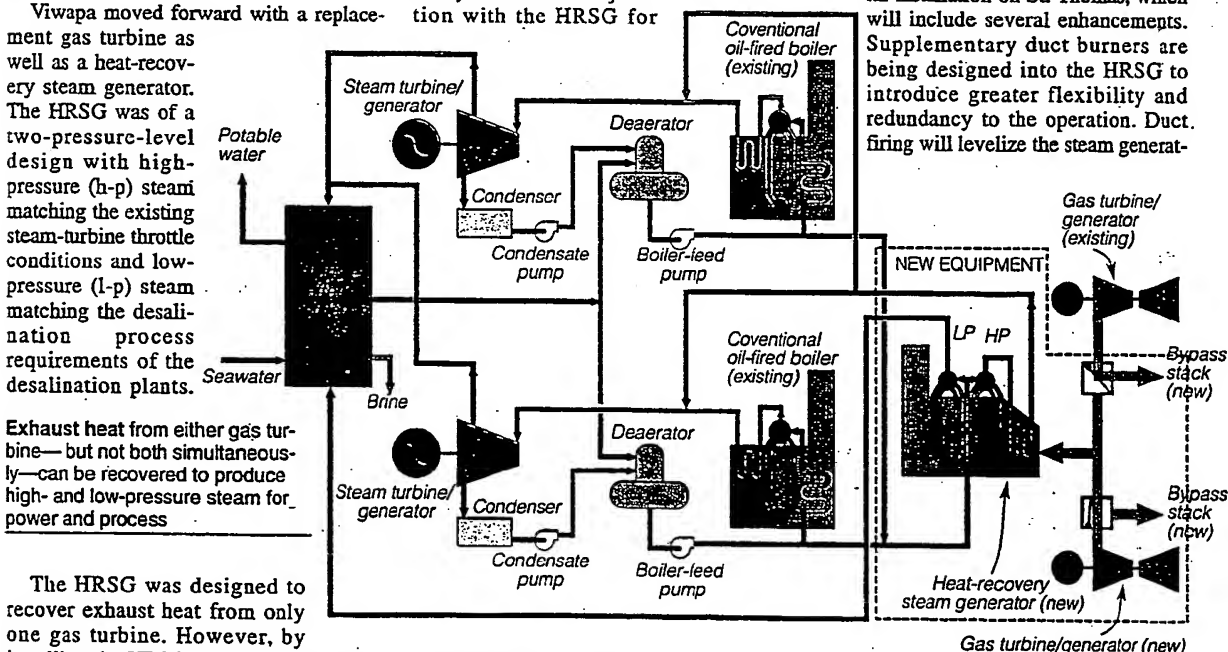 Viwapa moved forward with a replace-
ment gas turbine as
well as a heat-recov-
ery steam generator.
The HRSG was of a
two-pressure-level
design with high-
pressure (h-p) steam
matching the existing
steam-turbine throttle
conditions and low-
pressure (l-p) steam
matching the desali-
nation process
requirements of the
desalination plants.
Exhaust heat from either gas tur-
bine—but not both simultaneous-
ly—can be recovered to produce
high- and low-pressure steam for
power and process
The HRSG was designed to
recover exhaust heat from only
one gas turbine. However, by
tion with the HRSG for
will include several enhancements.
Supplementary duct burners are
being designed into the HRSG to
introduce greater flexibility and
redundancy to the operation. Duct
firing will levelize the steam generat-
Potable
water
Seawater
Brine
Steam turbine/
generator
Condenser
Condensate
pump
Deaerator
Boiler-feed
pump
Coventional
oil-fired boiler
(existing)
Steam turbine/
generator
Condenser
Condensate
pump
Deaerator
Boiler-feed
pump
Coventional
oil-fired boiler
(existing)
NEW EQUIPMENT
LP HP
Heat-recovery
steam generator (new)
Gas turbine/
generator
(existing)
Bypass
stack
(new)
Bypass
stack
(new)
Gas turbine/generator (new)